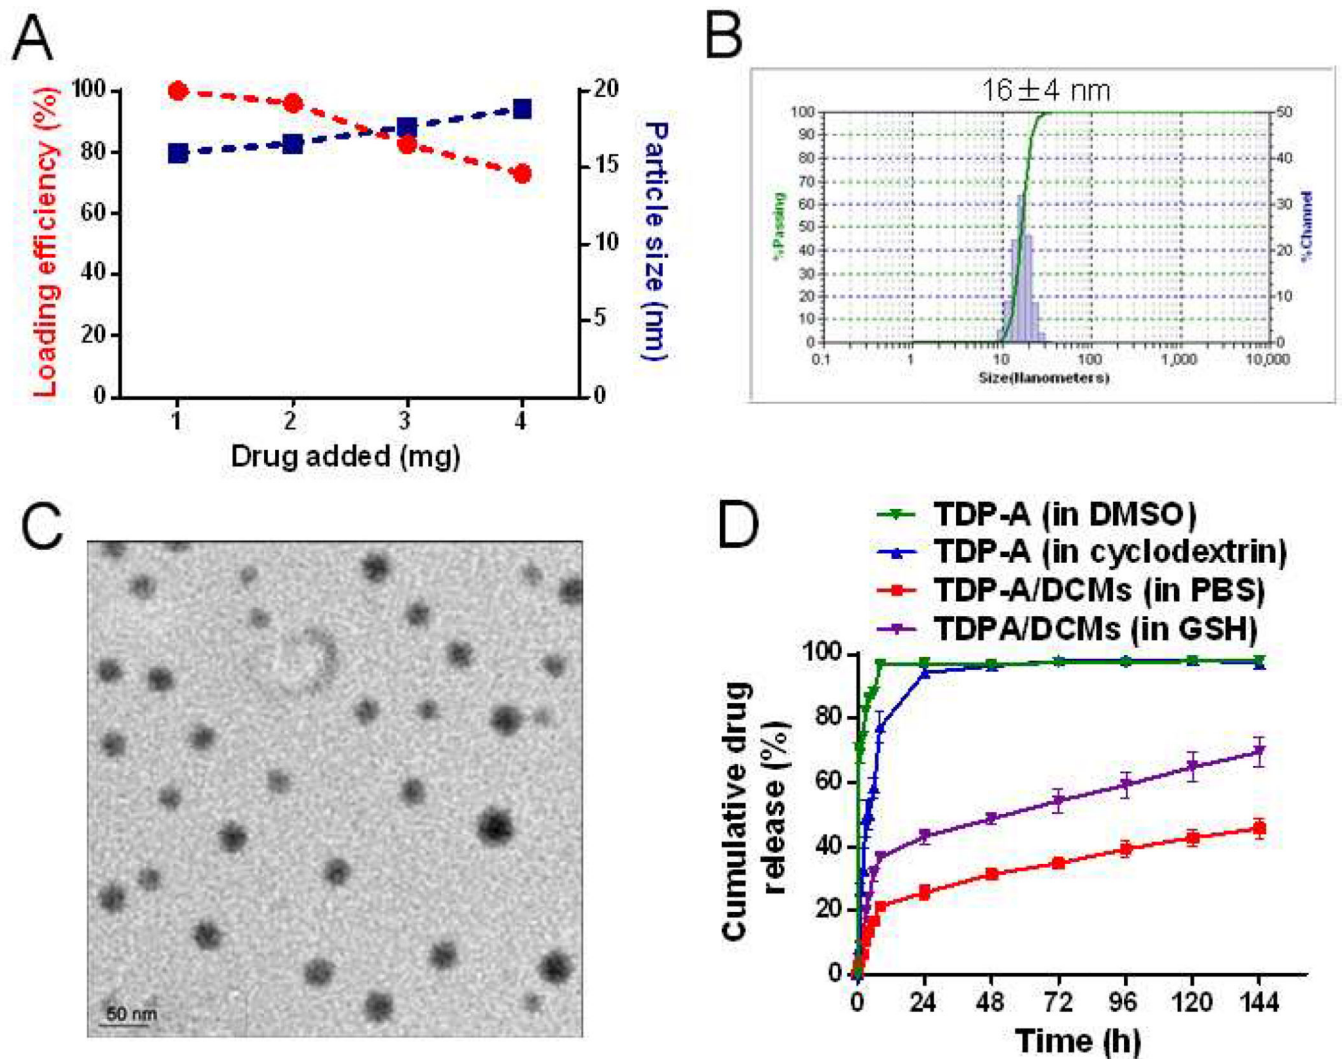 A
Loading efficiency (%)
100
80
60
40
20
0
20
15
10
5
0
Particle size (nm)
1 2 3 4
Drug added (mg)
B
16±4 nm
%Passing
100
90
80
70
60
50
40
30
20
10
0
50
40
30
20
10
0
%Channel
0.1 1 10 100 1,000 10,000
Size(Nanometers)
C
50 nm
D
TDP-A (in DMSO)
TDP-A (in cyclodextrin)
TDP-A/DCMs (in PBS)
TDPA/DCMs (in GSH)
Cumulative drug
release (%)
100
80
60
40
20
0
0 24 48 72 96 120 144
Time (h)